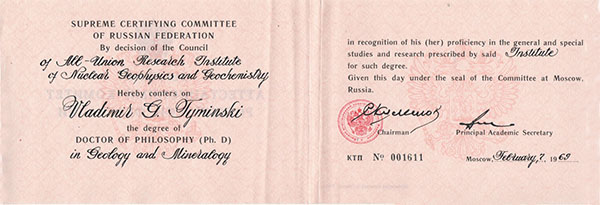 SUPREME CERTIFYING COMMITTEE
OF RUSSIAN FEDERATION
By decision of the Council
of All-Union Research Institute
of Nuclear Geophysics and Geochemistry
Hereby confers on
Vladimir G. Tyminski
the degree of
DOCTOR OF PHILOSOPHY (Ph. D)
in Geology and Mineralogy
in recognition of his (her) proficiency in the general and special
studies and research prescribed by said Institute
for such degree.
Given this day under the seal of the Committee at Moscow,
Russia.
Chairman
Principal Academic Secretary
КТП № 001611
Moscow, February, 7. 1969